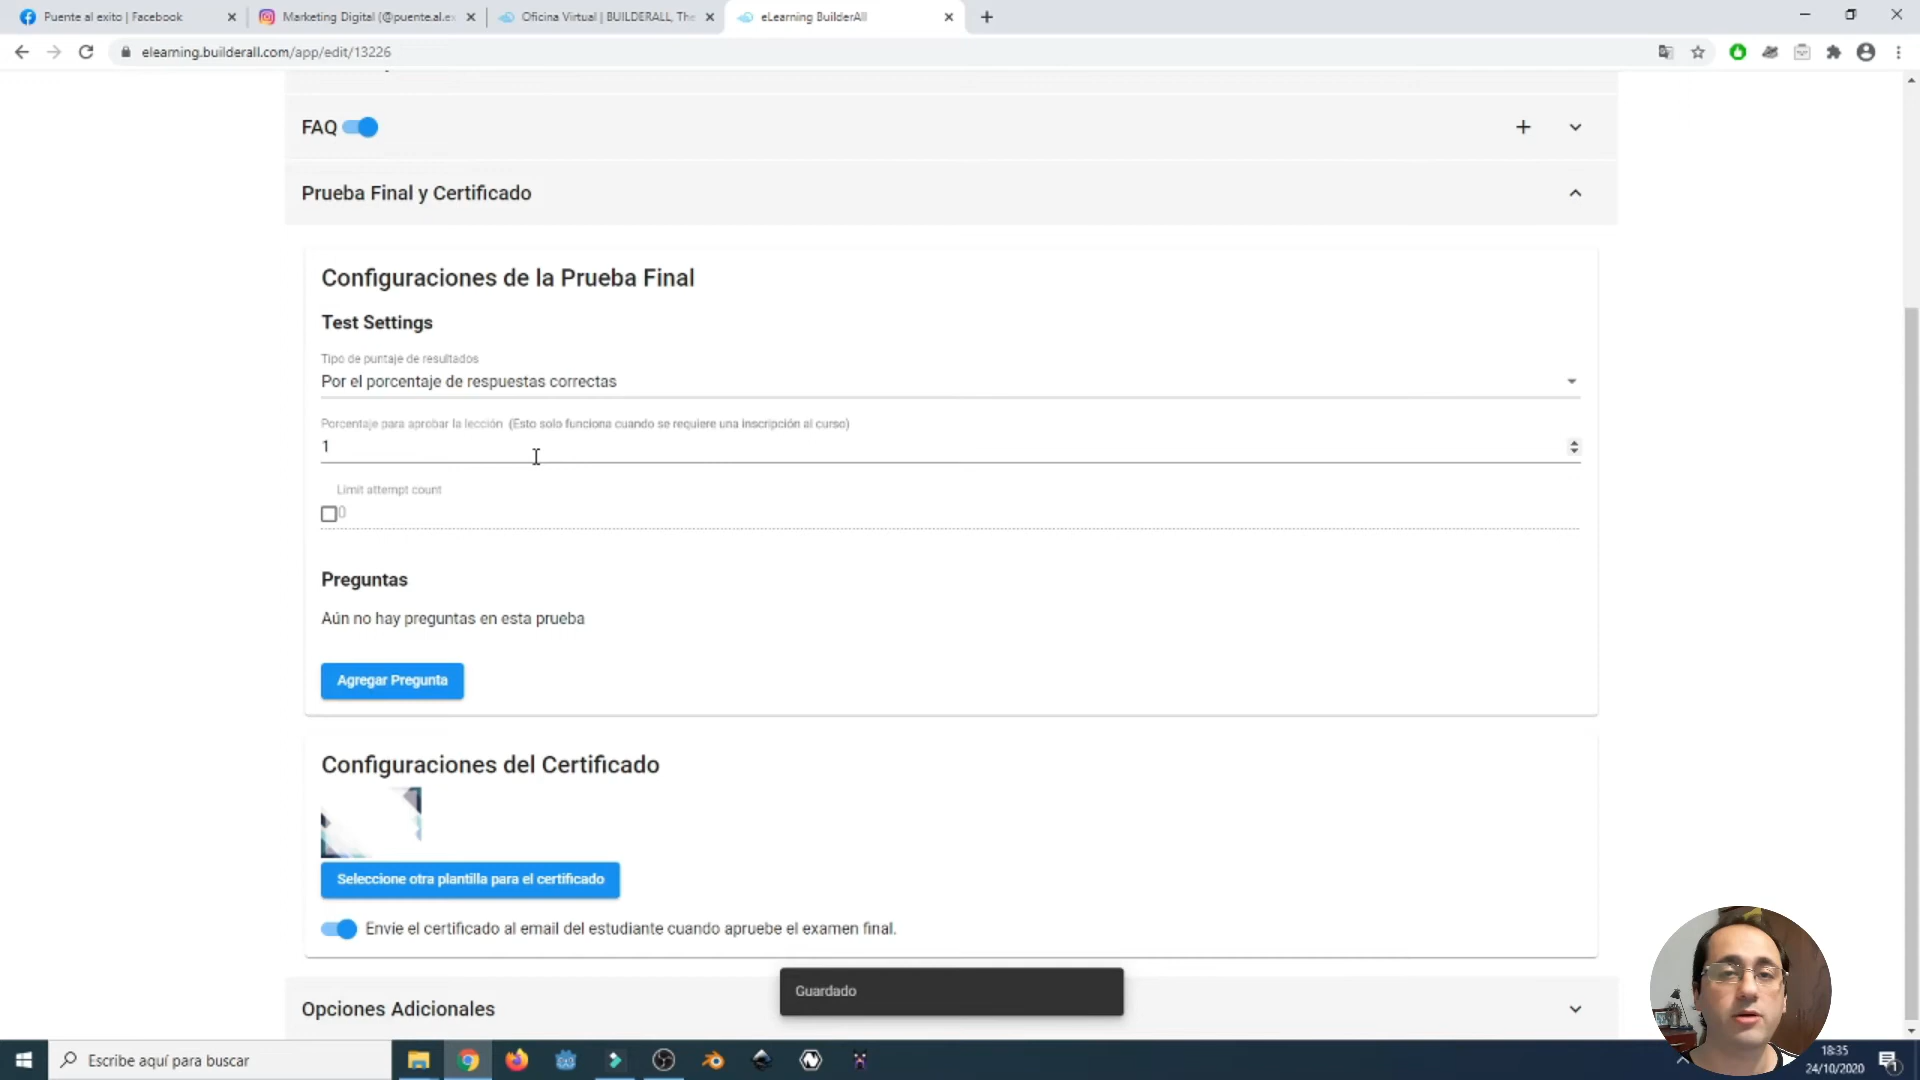 Puente al exito | Facebook
Marketing Digital (@puente.al.ex
Oficina Virtual | BUILDERALL, The
eLearning BuilderAll
elearning.builderall.com/app/edit/13226
FAQ
Prueba Final y Certificado
Configuraciones de la Prueba Final
Test Settings
Tipo de puntaje de resultados
Por el porcentaje de respuestas correctas
Porcentaje para aprobar la lección (Esto solo funciona cuando se requiere una inscripción al curso)
1
Limit attempt count
0
Preguntas
Aún no hay preguntas en esta prueba
Agregar Pregunta
Configuraciones del Certificado
Seleccione otra plantilla para el certificado
Envie el certificado al email del estudiante cuando apruebe el examen final.
Guardado
Opciones Adicionales
Escribe aquí para buscar
18:35
24/10/2020
1